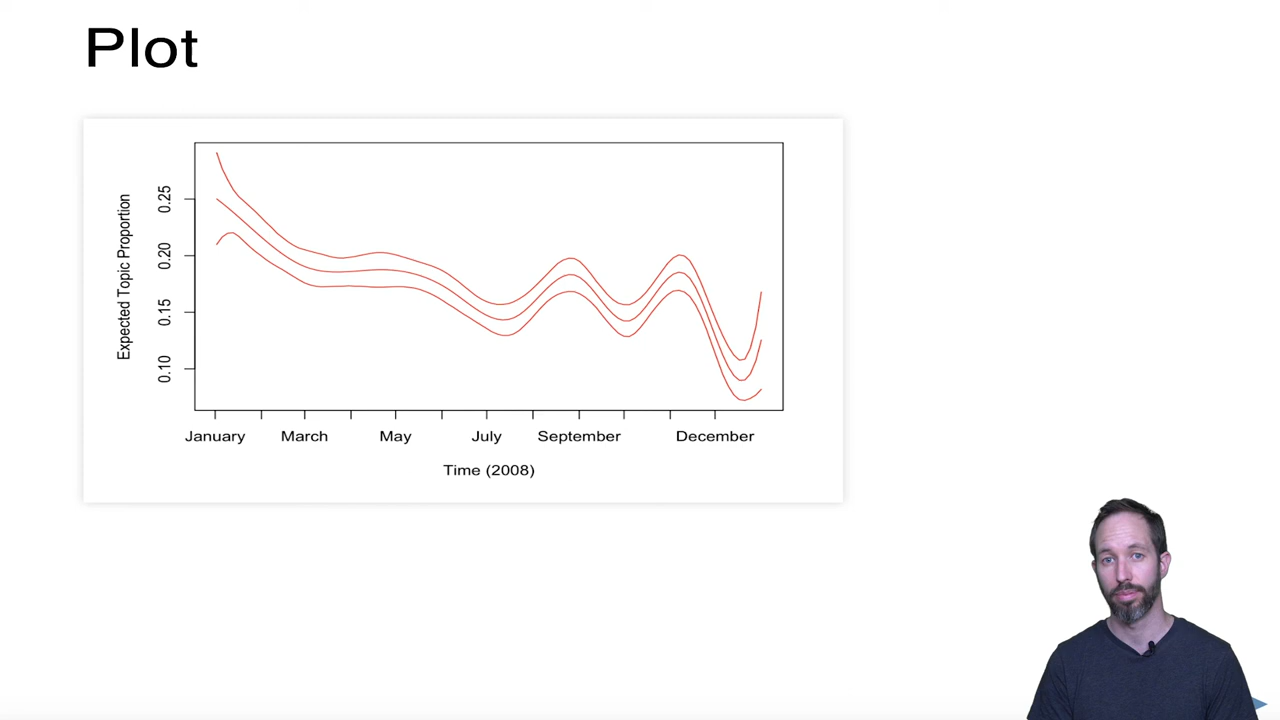 Plot
Expected Topic Proportion
0.25
0.20
0.15
0.10
January March May July September December
Time (2008)